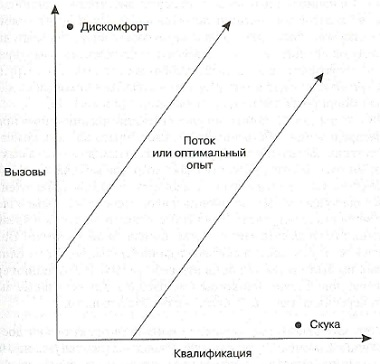 Дискомфорт
Поток
или оптимальный
опыт
Вызовы
Скука
Квалификация